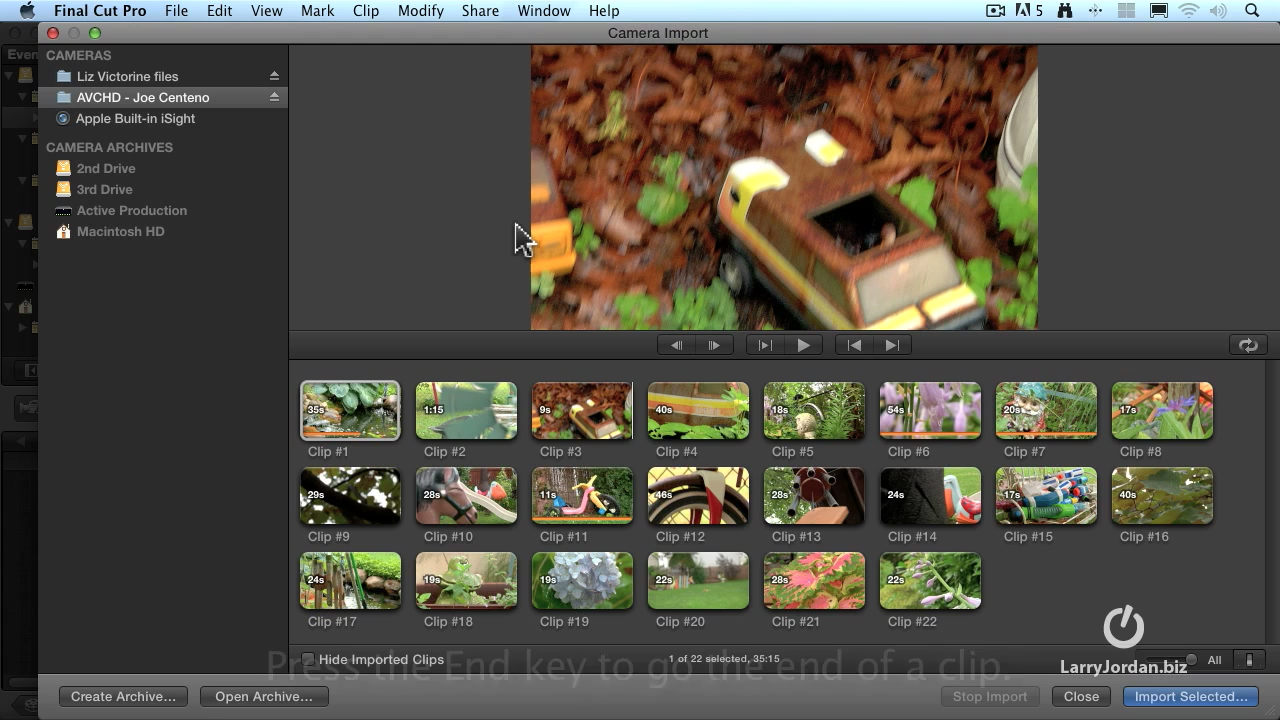 Final Cut Pro File Edit View Mark Clip Modify Share Window Help 5
Camera Import
Even
CAMERAS
Liz Victorine files
AVCHD - Joe Centeno
Apple Built-in iSight
CAMERA ARCHIVES
2nd Drive
3rd Drive
Active Production
Macintosh HD
35s 1:15 9s 40s 18s 54s 20s 17s
Clip #1 Clip #2 Clip #3 Clip #4 Clip #5 Clip #6 Clip #7 Clip #8
29s 28s 11s 46s 28s 24s 17s 40s
Clip #9 Clip #10 Clip #11 Clip #12 Clip #13 Clip #14 Clip #15 Clip #16
24s 19s 19s 22s 28s 22s
Clip #17 Clip #18 Clip #19 Clip #20 Clip #21 Clip #22
Hide Imported Clips 1 of 22 selected, 35:15 All
Press the End key to go the end of a clip.
LarryJordan.biz
Create Archive... Open Archive... Stop Import Close Import Selected...